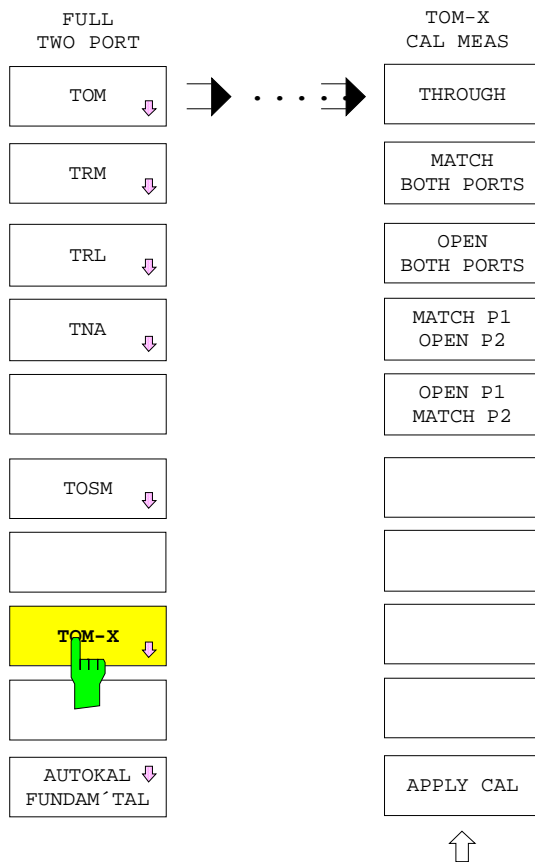 FULL
TWO PORT
TOM
TRM
TRL
TNA
TOSM
TOM-X
AUTOKAL
FUNDAM´TAL
TOM-X
CAL MEAS
THROUGH
MATCH
BOTH PORTS
OPEN
BOTH PORTS
MATCH P1
OPEN P2
OPEN P1
MATCH P2
APPLY CAL